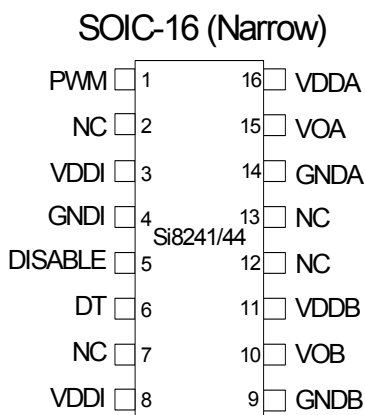 SOIC-16 (Narrow)
PWM 1 16 VDDA
NC 2 15 VOA
VDDI 3 14 GNDA
GNDI 4 13 NC
Si8241/44
DISABLE 5 12 NC
DT 6 11 VDDB
NC 7 10 VOB
VDDI 8 9 GNDB